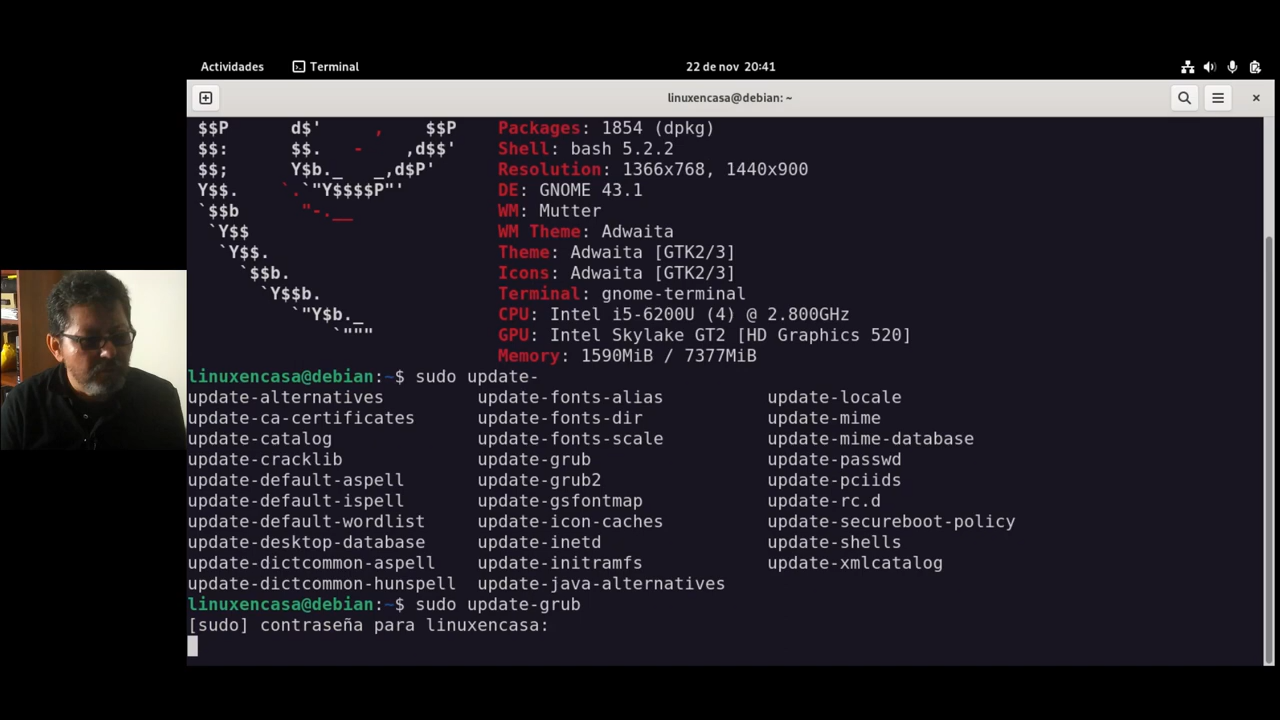 Actividades
Terminal
22 de nov 20:41
linuxencasa@debian: ~
$$P      d$'     ,    $$P    Packages: 1854 (dpkg)
$$:      $$.   -    ,d$$'    Shell: bash 5.2.2
$$;      Y$b._   _,d$P'      Resolution: 1366x768, 1440x900
Y$$.    `.`"Y$$$$P"'         DE: GNOME 43.1
`$$b      "-.__              WM: Mutter
`Y$$                         WM Theme: Adwaita
`Y$$.                        Theme: Adwaita [GTK2/3]
`$$b.                        Icons: Adwaita [GTK2/3]
`Y$$b.                       Terminal: gnome-terminal
`"Y$b._                      CPU: Intel i5-6200U (4) @ 2.800GHz
`"""                         GPU: Intel Skylake GT2 [HD Graphics 520]
Memory: 1590MiB / 7377MiB
linuxencasa@debian:~$ sudo update-
update-alternatives          update-fonts-alias           update-locale
update-ca-certificates       update-fonts-dir             update-mime
update-catalog               update-fonts-scale           update-mime-database
update-cracklib              update-grub                  update-passwd
update-default-aspell        update-grub2                 update-pciids
update-default-ispell        update-gsfontmap             update-rc.d
update-default-wordlist      update-icon-caches           update-secureboot-policy
update-desktop-database      update-inetd                 update-shells
update-dictcommon-aspell     update-initramfs             update-xmlcatalog
update-dictcommon-hunspell   update-java-alternatives
linuxencasa@debian:~$ sudo update-grub
[sudo] contraseña para linuxencasa: